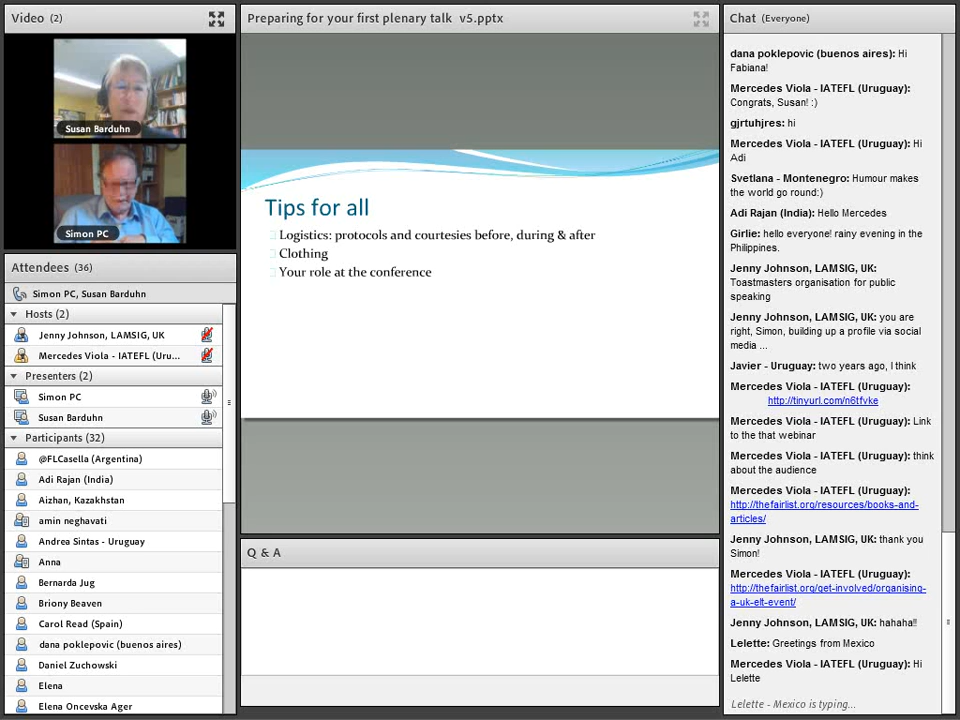 Video (2)
Susan Barduhn
Simon PC
Attendees (36)
Simon PC, Susan Barduhn
Hosts (2)
Jenny Johnson, LAMSIG, UK
Mercedes Viola - IATEFL (Uru...
Presenters (2)
Simon PC
Susan Barduhn
Participants (32)
@FLCasella (Argentina)
Adi Rajan (India)
Aizhan, Kazakhstan
amin neghavati
Andrea Sintas - Uruguay
Anna
Bernarda Jug
Briony Beaven
Carol Read (Spain)
dana poklepovic (buenos aires)
Daniel Zuchowski
Elena
Elena Oncevska Ager
Preparing for your first plenary talk v5.pptx
Tips for all
Logistics: protocols and courtesies before, during & after
Clothing
Your role at the conference
Q & A
Chat (Everyone)
dana poklepovic (buenos aires): Hi
Fabiana!
Mercedes Viola - IATEFL (Uruguay):
Congrats, Susan! :)
gjrtuhjres: hi
Mercedes Viola - IATEFL (Uruguay): Hi
Adi
Svetlana - Montenegro: Humour makes
the world go round:)
Adi Rajan (India): Hello Mercedes
Girlie: hello everyone! rainy evening in the
Philippines.
Jenny Johnson, LAMSIG, UK:
Toastmasters organisation for public
speaking
Jenny Johnson, LAMSIG, UK: you are
right, Simon, building up a profile via social
media ...
Javier - Uruguay: two years ago, I think
Mercedes Viola - IATEFL (Uruguay):
http://tinyurl.com/n6tfvke
Mercedes Viola - IATEFL (Uruguay): Link
to the that webinar
Mercedes Viola - IATEFL (Uruguay): think
about the audience
Mercedes Viola - IATEFL (Uruguay):
http://thefairlist.org/resources/books-and-
articles/
Jenny Johnson, LAMSIG, UK: thank you
Simon!
Mercedes Viola - IATEFL (Uruguay):
http://thefairlist.org/get-involved/organising-
a-uk-elt-event/
Jenny Johnson, LAMSIG, UK: hahaha!!
Lelette: Greetings from Mexico
Mercedes Viola - IATEFL (Uruguay): Hi
Lelette
Lelette - Mexico is typing...